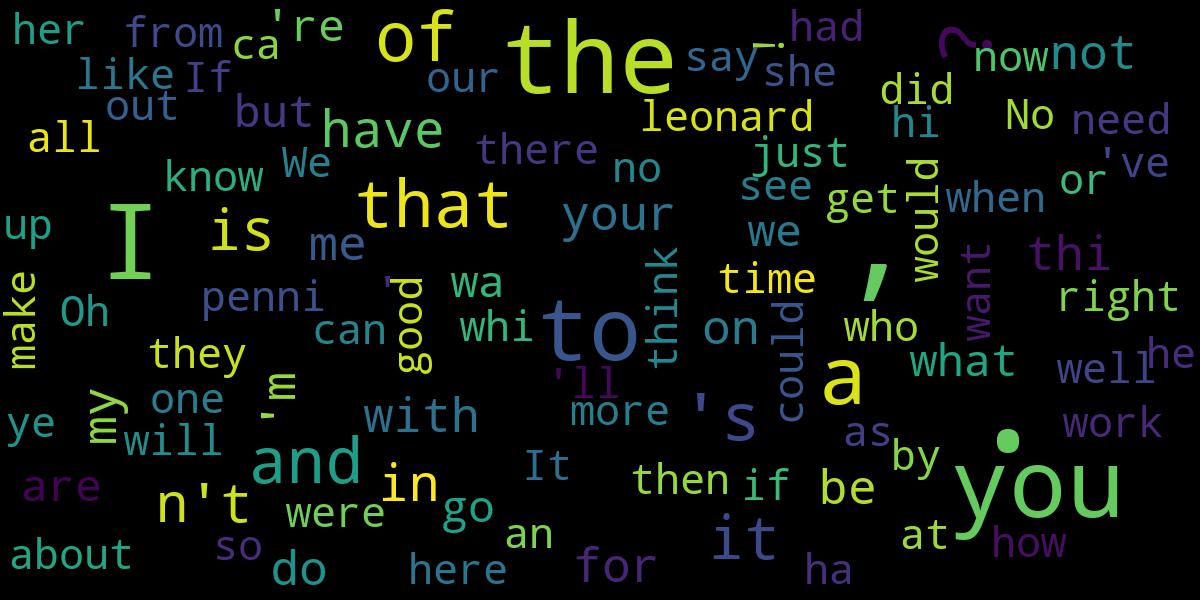 her from ca 're of the say ! had ? now not
like If our she
out but did hi No need
all have leonard
there just 've
know We no see get would when or
up I is that your
me we thi
make Oh penni ' good wa think time , want right
can whi to on could who
they 'm 'll a what well he
my one more 's
ye will with as work
and It by you .
are n't in then if be
were go an it at how
about so do here for ha